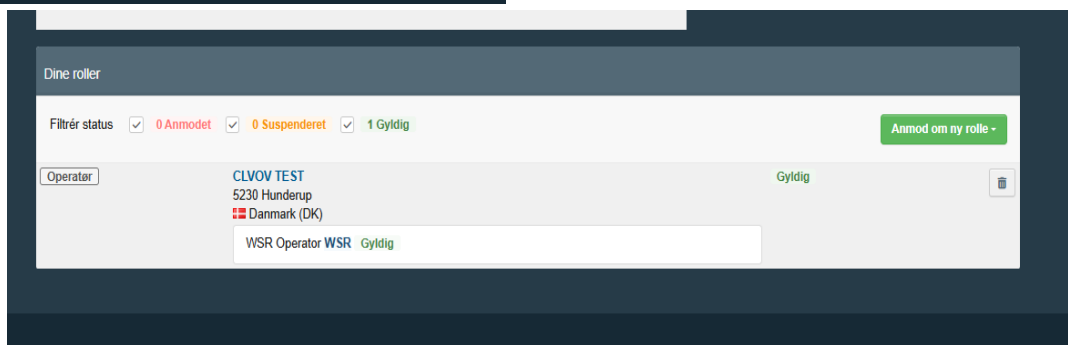 Dine roller
Filtrér status 0 Anmodet 0 Suspenderet 1 Gyldig Anmod om ny rolle
Operatør CLVOV TEST Gyldig
5230 Hunderup
Danmark (DK)
WSR Operator WSR Gyldig